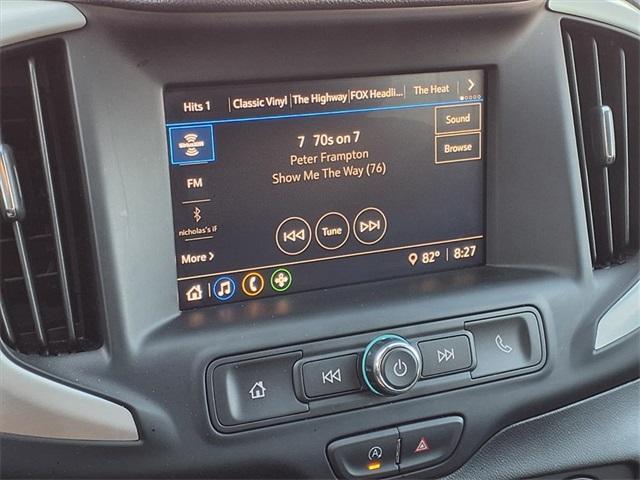 Hits 1 Classic Vinyl The Highway FOX Headli... The Heat
SiriusXM
7 70s on 7
Sound
Peter Frampton
Browse
FM
Show Me The Way (76)
nicholas's iF
Tune
More
82° 8:27
A